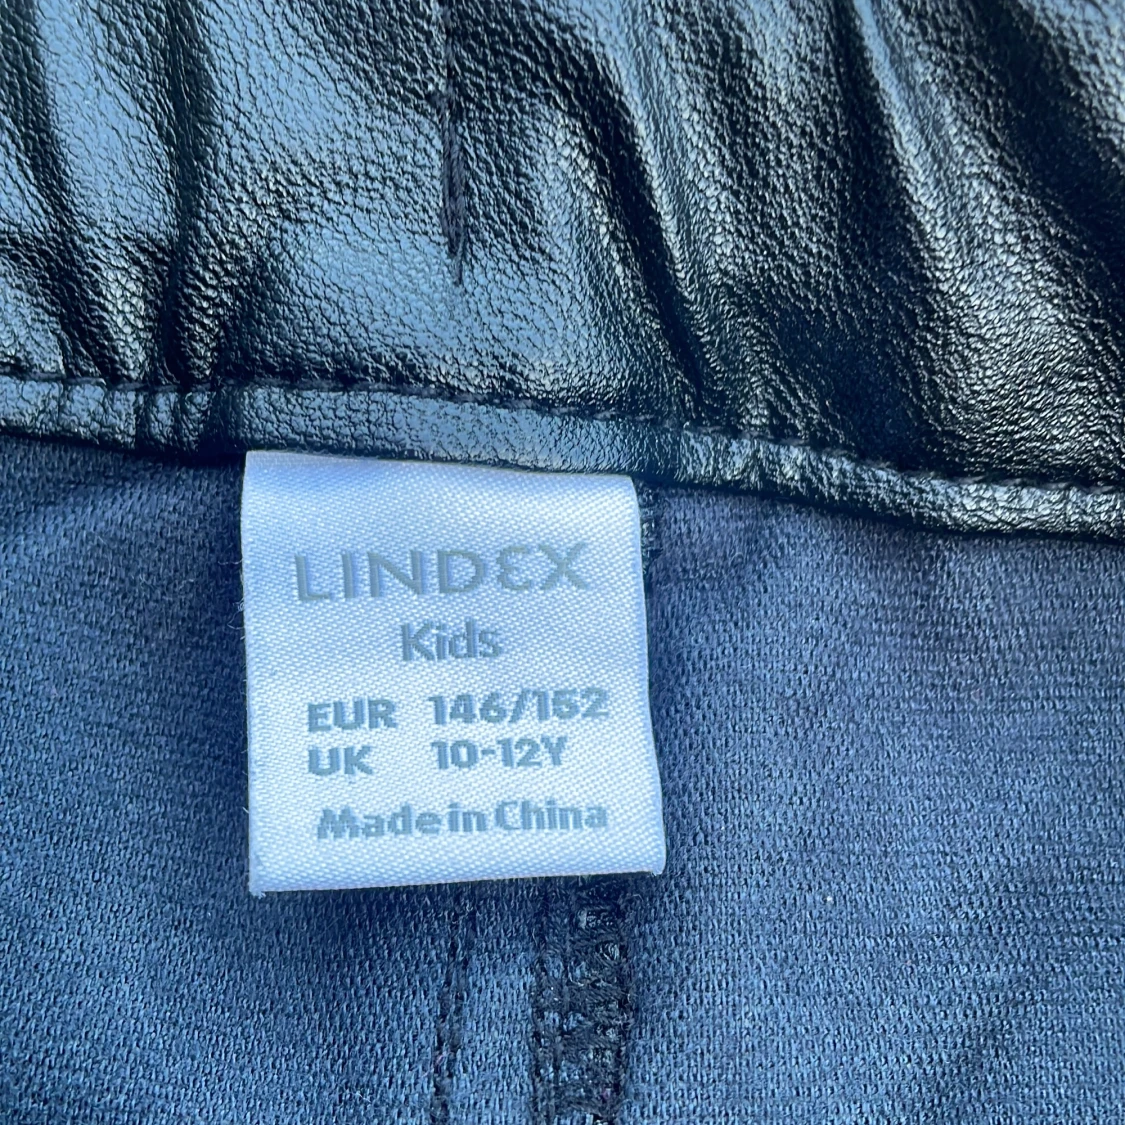 LINDEX
Kids
EUR 146/152
UK 10-12Y
Made in China